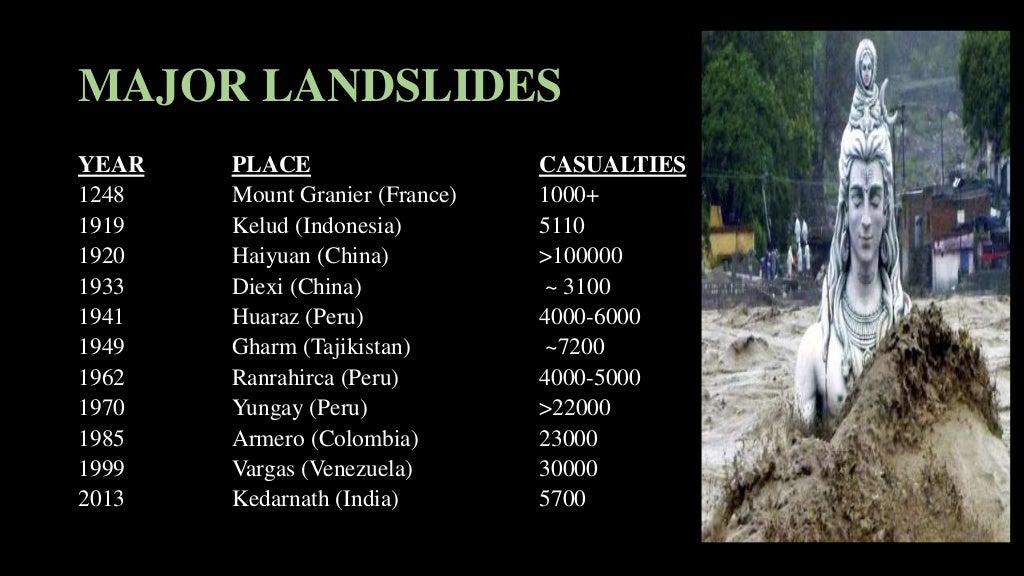 MAJOR LANDSLIDES
YEAR PLACE CASUALTIES
1248 Mount Granier (France) 1000+
1919 Kelud (Indonesia) 5110
1920 Haiyuan (China) >100000
1933 Diexi (China) ~ 3100
1941 Huaraz (Peru) 4000-6000
1949 Gharm (Tajikistan) ~7200
1962 Ranrahirca (Peru) 4000-5000
1970 Yungay (Peru) >22000
1985 Armero (Colombia) 23000
1999 Vargas (Venezuela) 30000
2013 Kedarnath (India) 5700